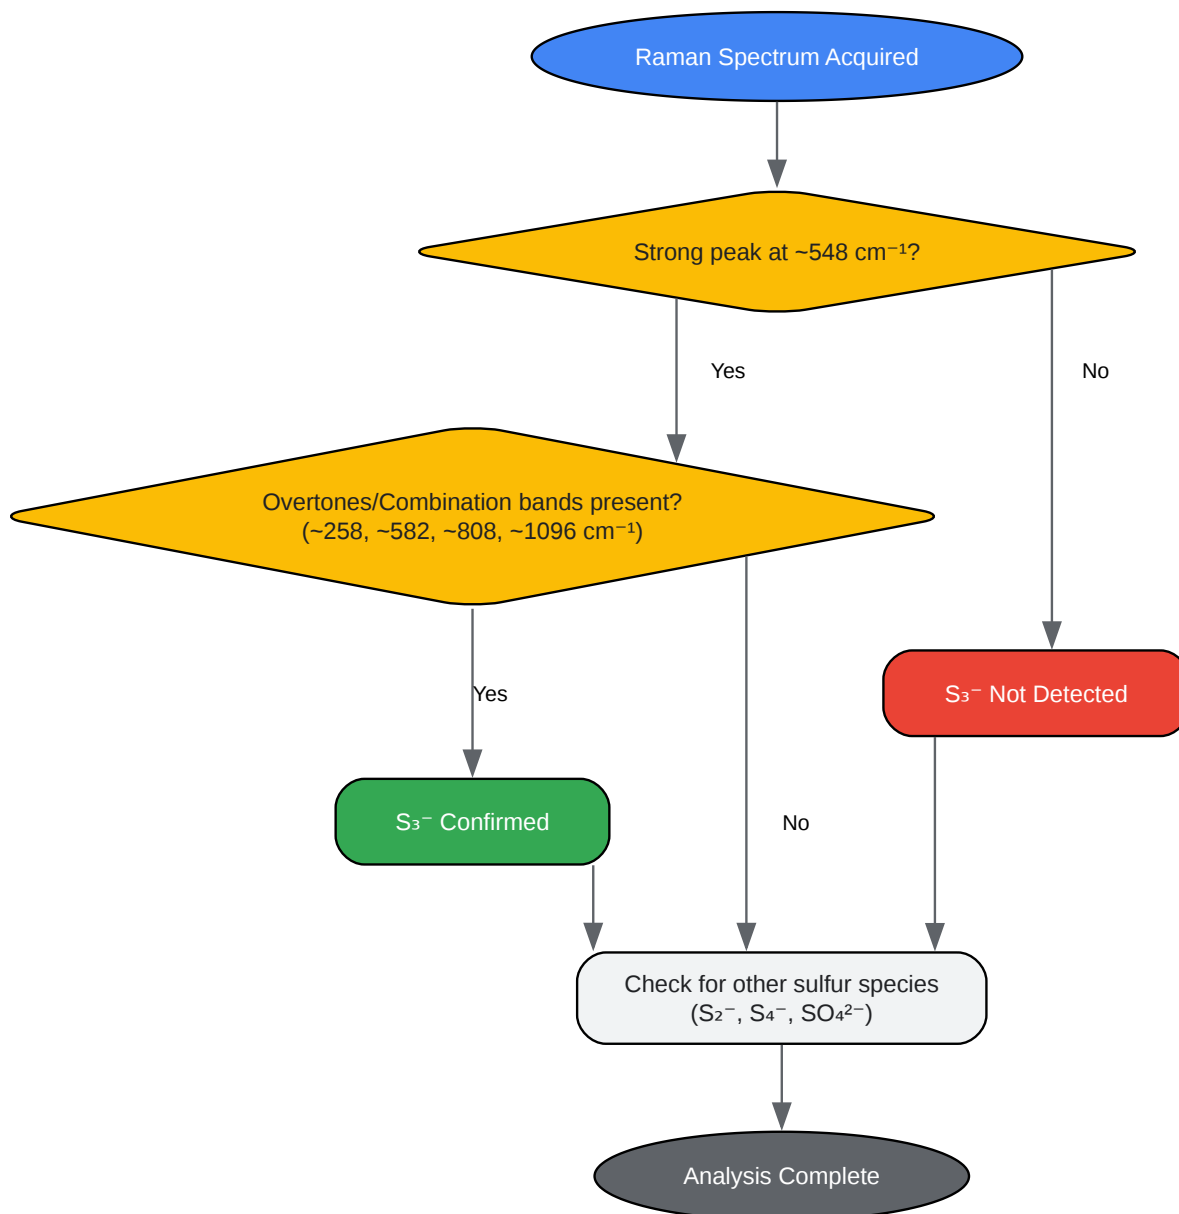 Raman Spectrum Acquired
Strong peak at ~548 cm⁻¹?
Yes
No
Overtones/Combination bands present?
(~258, ~582, ~808, ~1096 cm⁻¹)
Yes
S₃⁻ Not Detected
S₃⁻ Confirmed
No
Check for other sulfur species
(S₂⁻, S₄⁻, SO₄²⁻)
Analysis Complete